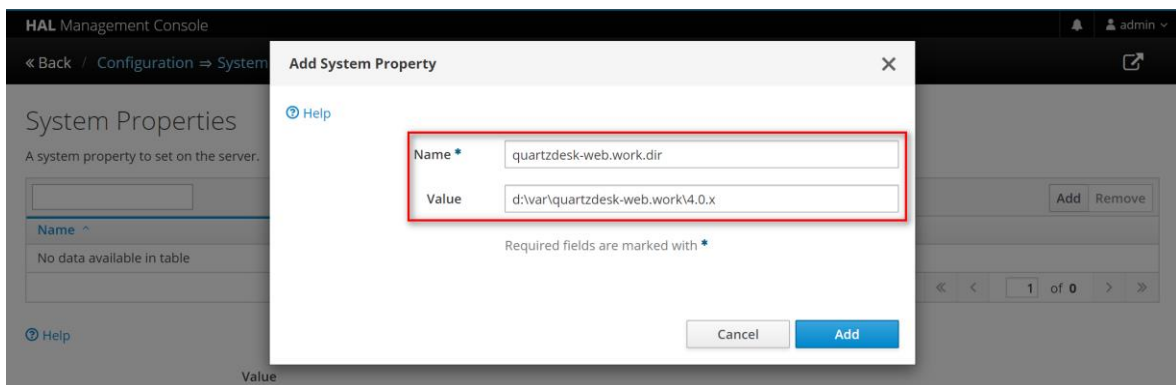 HAL Management Console
admin
« Back / Configuration ⇒ System
Add System Property
Help
System Properties
A system property to set on the server.
Name *
quartzdesk-web.work.dir
Value
d:\var\quartzdesk-web.work\4.0.x
Required fields are marked with *
Add Remove
Name ^
No data available in table
« < 1 of 0 > »
Cancel Add
Help
Value